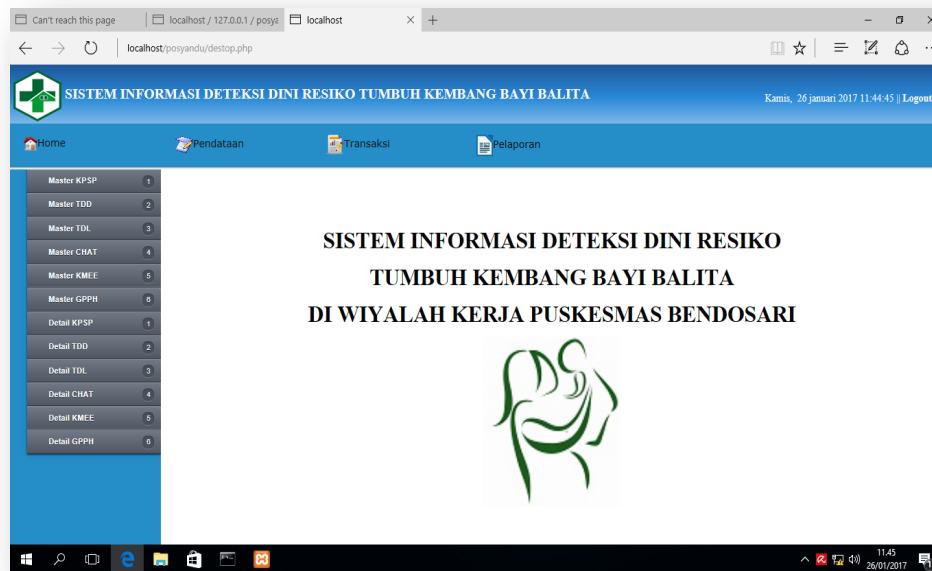 Can't reach this page
localhost / 127.0.0.1 / posya
localhost
localhost/posyandu/destop.php
SISTEM INFORMASI DETEKSI DINI RESIKO TUMBUH KEMBANG BAYI BALITA
Kamis, 26 januari 2017 11:44:45 || Logout
Home
Pendataan
Transaksi
Pelaporan
Master KPSP 1
Master TDD 2
Master TDL 3
Master CHAT 4
Master KMEE 5
Master GPPH 6
Detail KPSP 1
Detail TDD 2
Detail TDL 3
Detail CHAT 4
Detail KMEE 5
Detail GPPH 6
SISTEM INFORMASI DETEKSI DINI RESIKO
TUMBUH KEMBANG BAYI BALITA
DI WIYALAH KERJA PUSKESMAS BENDOSARI
11.45
26/01/2017